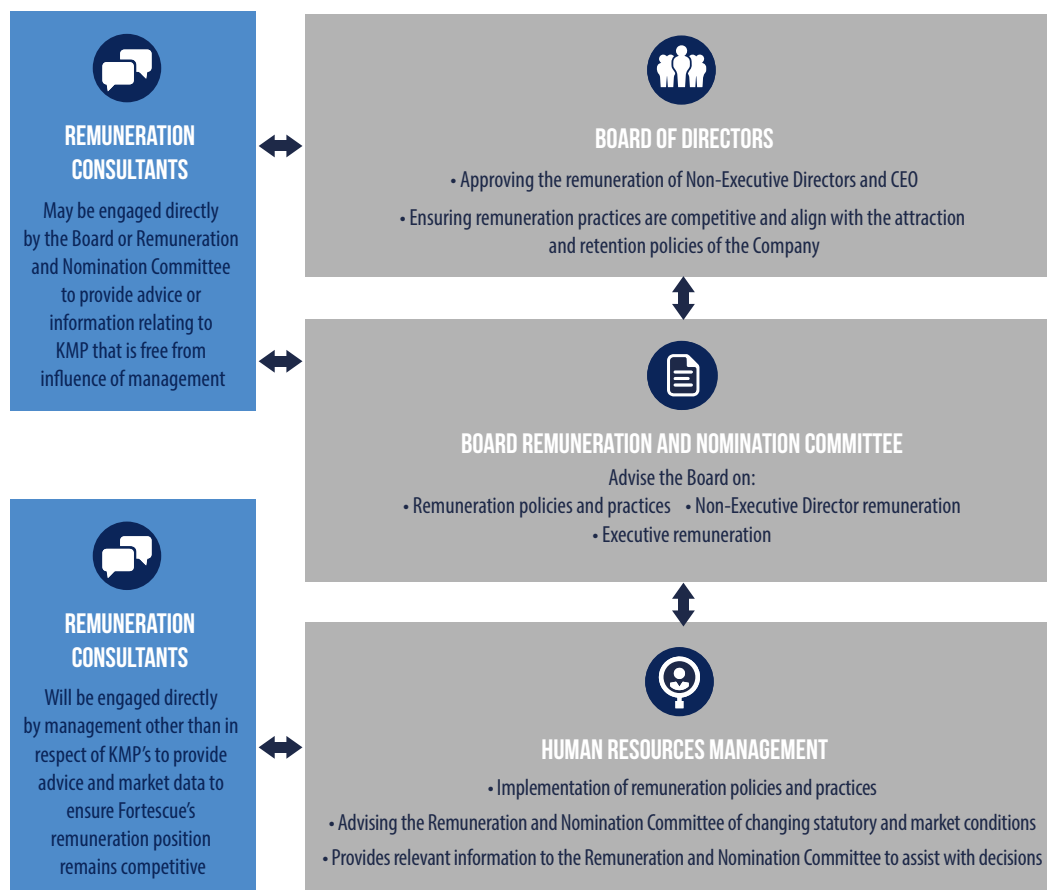 REMUNERATION
CONSULTANTS
May be engaged directly
by the Board or Remuneration
and Nomination Committee
to provide advice or
information relating to
KMP that is free from
influence of management
BOARD OF DIRECTORS
• Approving the remuneration of Non-Executive Directors and CEO
• Ensuring remuneration practices are competitive and align with the attraction
and retention policies of the Company
BOARD REMUNERATION AND NOMINATION COMMITTEE
Advise the Board on:
• Remuneration policies and practices • Non-Executive Director remuneration
• Executive remuneration
REMUNERATION
CONSULTANTS
Will be engaged directly
by management other than in
respect of KMP's to provide
advice and market data to
ensure Fortescue's
remuneration position
remains competitive
HUMAN RESOURCES MANAGEMENT
• Implementation of remuneration policies and practices
• Advising the Remuneration and Nomination Committee of changing statutory and market conditions
• Provides relevant information to the Remuneration and Nomination Committee to assist with decisions